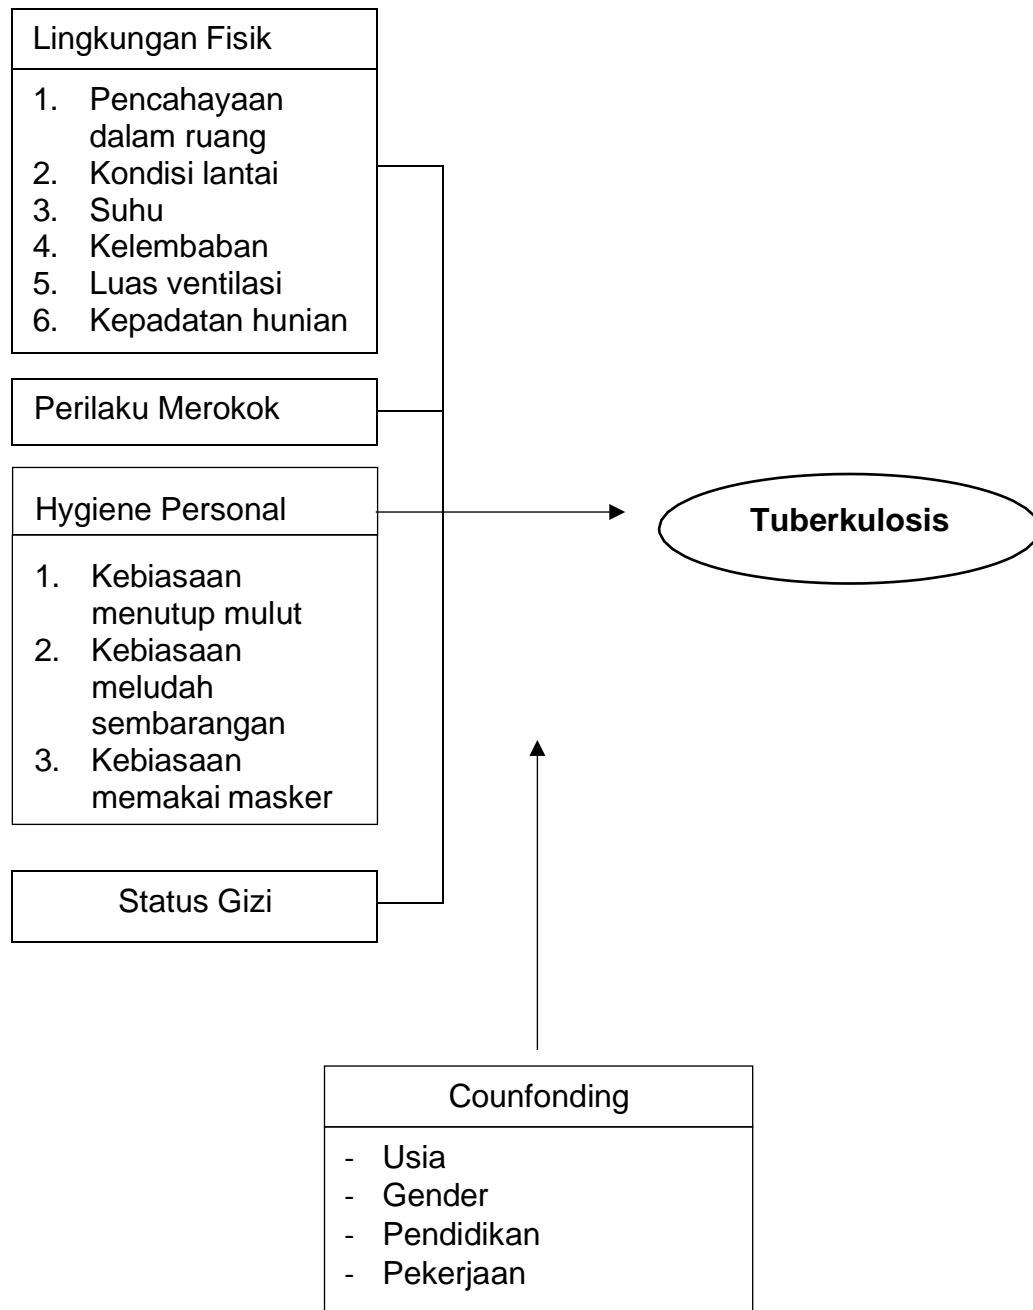 Lingkungan Fisik
1. Pencahayaan
dalam ruang
2. Kondisi lantai
3. Suhu
4. Kelembaban
5. Luas ventilasi
6. Kepadatan hunian
Perilaku Merokok
Hygiene Personal
1. Kebiasaan
menutup mulut
2. Kebiasaan
meludah
sembarangan
3. Kebiasaan
memakai masker
Status Gizi
Tuberkulosis
Counfonding
- Usia
- Gender
- Pendidikan
- Pekerjaan